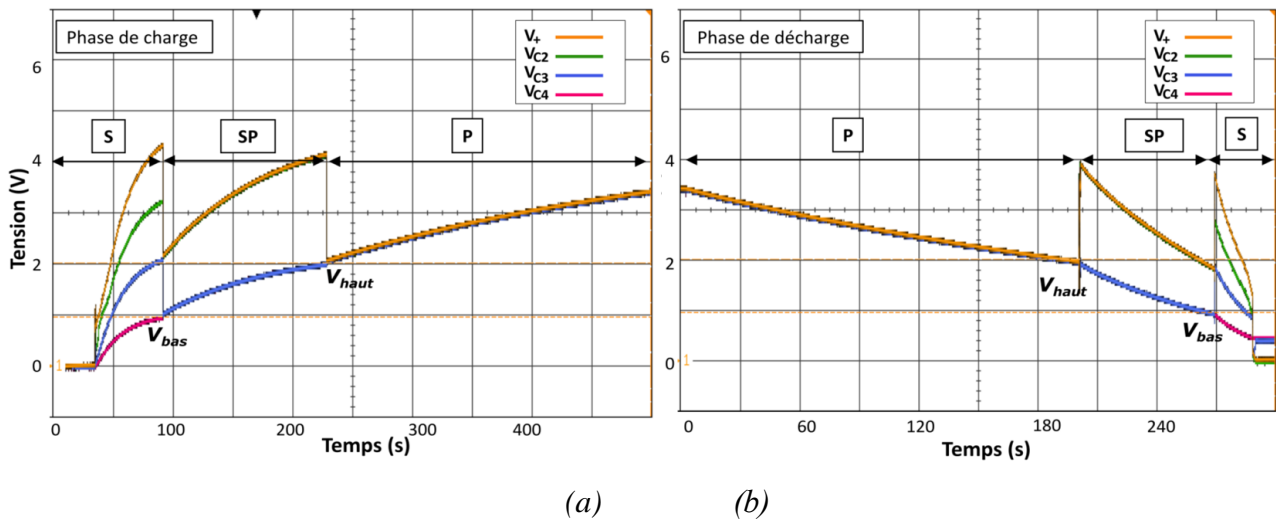 Phase de charge
V+
VC2
VC3
VC4
S
SP
P
6
4
2
0
Tension (V)
Vhaut
Vbas
1
0
100
200
300
400
Temps (s)
Phase de décharge
V+
VC2
VC3
VC4
P
SP
S
6
4
2
0
Vhaut
Vbas
1
0
60
120
180
240
Temps (s)
(a) (b)